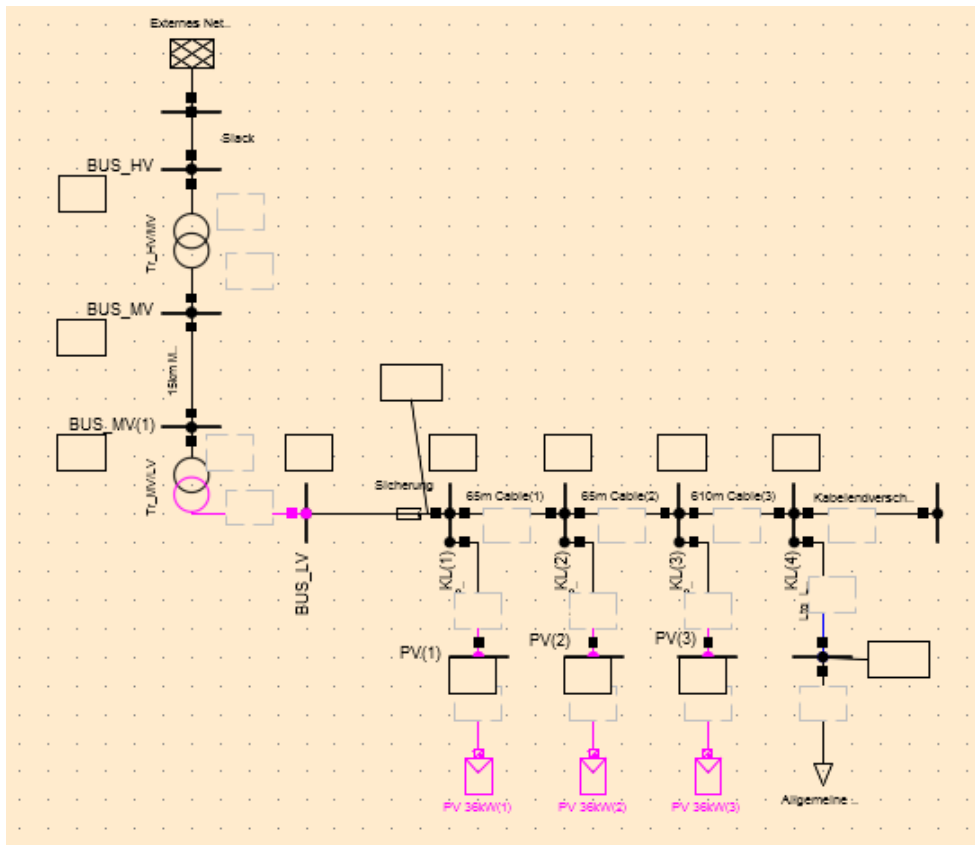 Externes Net..
Slack
BUS_HV
Tr_HV/MV
BUS_MV
15km M..
BUS_MV(1)
Tr_MV/LV
BUS_LV
Sicherung
65m Cable(1)
65m Cable(2)
610m Cable(3)
Kabelendversch..
KL(1)
KL(2)
KL(3)
KL(4)
PV(1)
PV(2)
PV(3)
PV 36kW(1)
PV 36kW(2)
PV 36kW(3)
Allgemeine ..